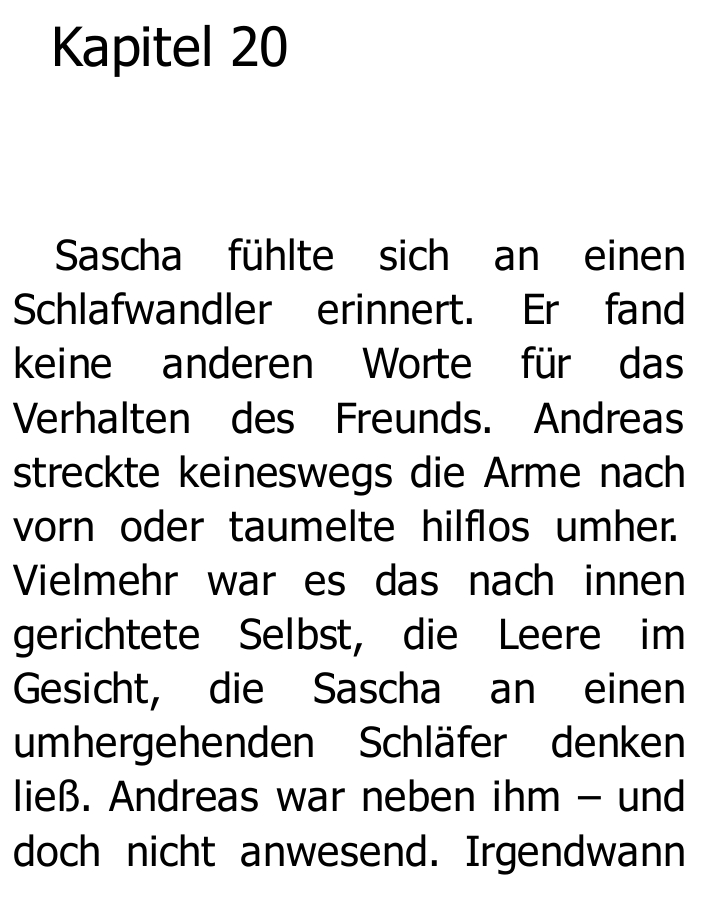 Kapitel 20
Sascha fühlte sich an einen
Schlafwandler erinnert. Er fand
keine anderen Worte für das
Verhalten des Freunds. Andreas
streckte keineswegs die Arme nach
vorn oder taumelte hilflos umher.
Vielmehr war es das nach innen
gerichtete Selbst, die Leere im
Gesicht, die Sascha an einen
umhergehenden Schläfer denken
ließ. Andreas war neben ihm – und
doch nicht anwesend. Irgendwann